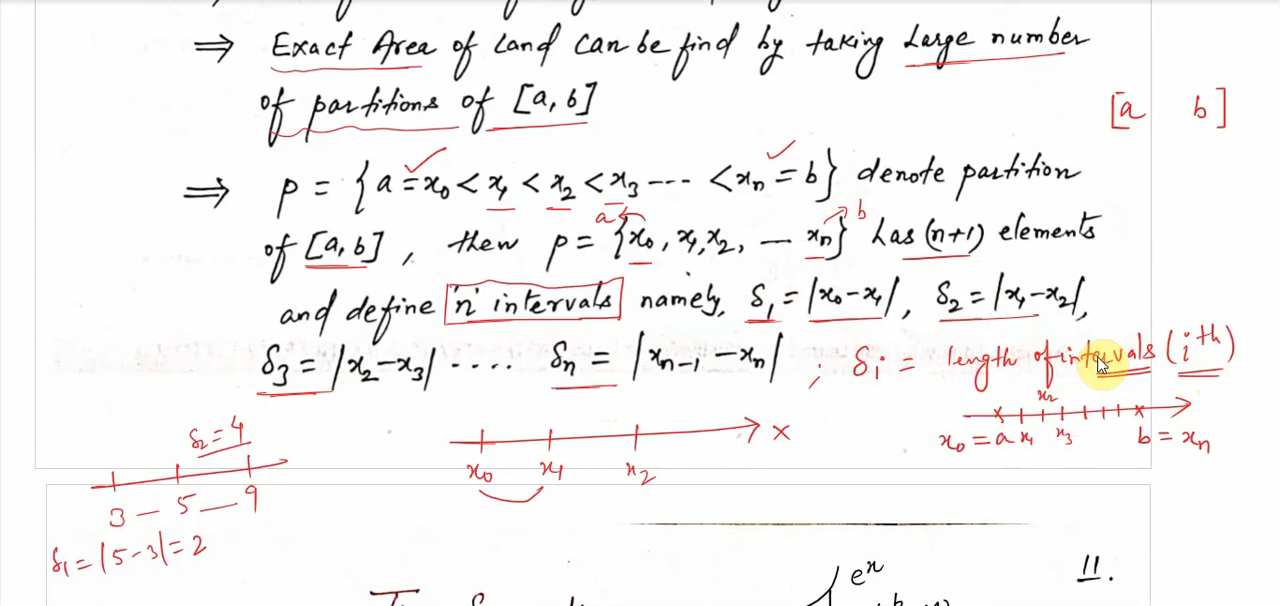 ⇒ Exact Area of Land can be find by taking Large number
of partitions of [a, b]
[a b]
⇒ P = {a = x₀ < x₁ < x₂ < x₃ --- < xₙ = b} denote partition
a b
of [a, b], then P = {x₀, x₁, x₂, --- xₙ} has (n+1) elements
and define 'n' intervals namely, δ₁ = |x₀ - x₁|, δ₂ = |x₁ - x₂|,
δ₃ = |x₂ - x₃| .... δₙ = |xₙ₋₁ - xₙ| ; δᵢ = length of intervals (iᵗʰ)
x₂
x₀ = a x₁ x₃ b = xₙ
δ₂ = 4
x₀ x₁ x₂ X
3 - 5 - 9
δ₁ = |5-3| = 2
eˣ
II.